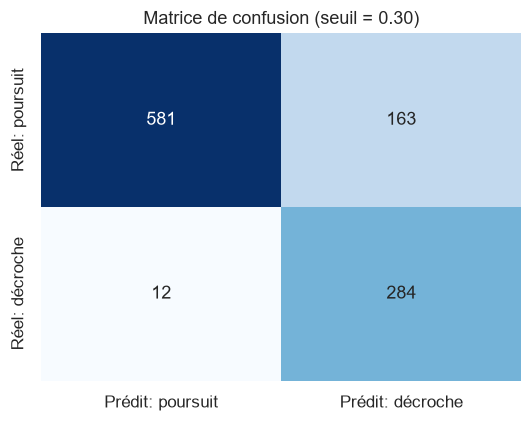 Matrice de confusion (seuil = 0.30)
Réel: poursuit
581
163
Réel: décroche
12
284
Prédit: poursuit
Prédit: décroche